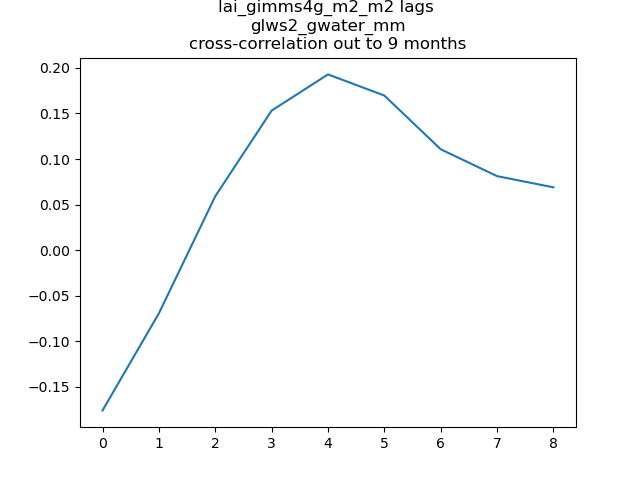 lai_gimms4g_m2_m2 lags
glws2_gwater_mm
cross-correlation out to 9 months
0.20
0.15
0.10
0.05
0.00
−0.05
−0.10
−0.15
0 1 2 3 4 5 6 7 8